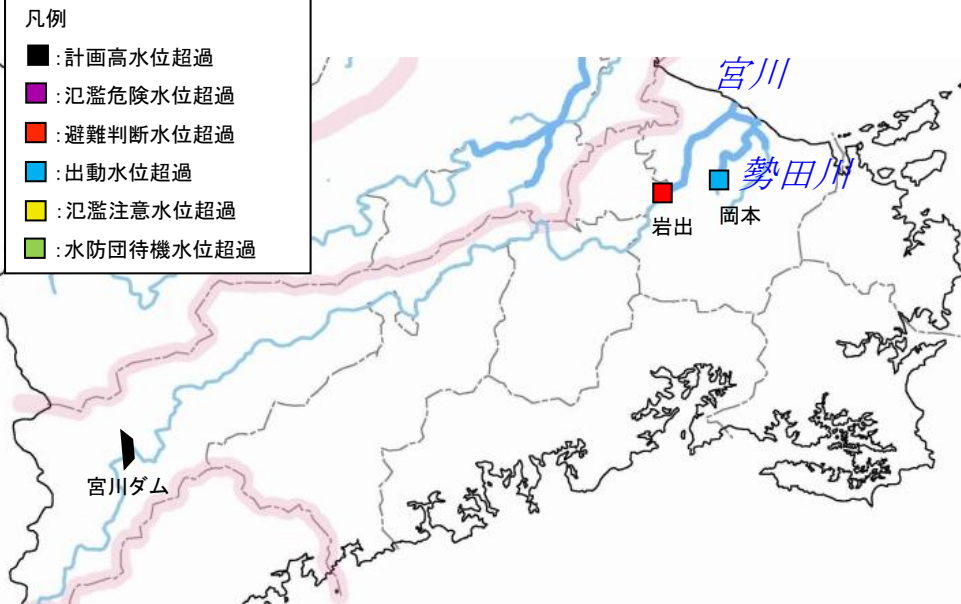 凡例
:計画高水位超過
:氾濫危険水位超過
:避難判断水位超過
:出動水位超過
:氾濫注意水位超過
:水防団待機水位超過
宮川
勢田川
岩出
岡本
宮川ダム